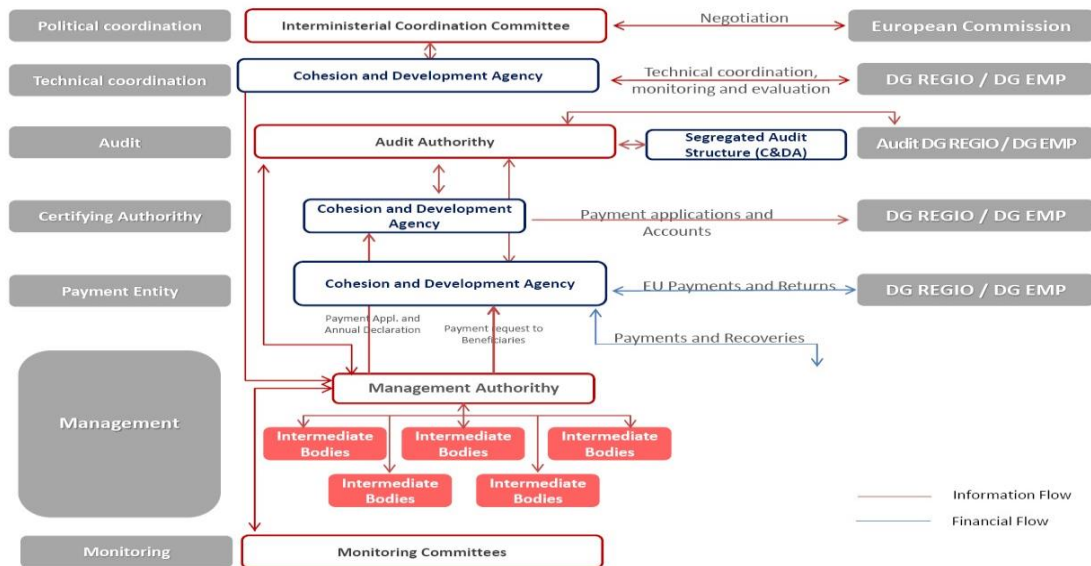 Political coordination
Interministerial Coordination Committee
Negotiation
European Commission
Technical coordination
Cohesion and Development Agency
Technical coordination,
monitoring and evaluation
DG REGIO / DG EMP
Audit
Audit Authorithy
Segregated Audit
Structure (C&DA)
Audit DG REGIO / DG EMP
Certifying Authorithy
Cohesion and Development
Agency
Payment applications and
Accounts
DG REGIO / DG EMP
Payment Entity
Cohesion and Development Agency
EU Payments and Returns
DG REGIO / DG EMP
Payment Appl. and
Annual Declaration
Payment request to
Beneficiaries
Payments and Recoveries
Management
Management Authorithy
Intermediate
Bodies
Intermediate
Bodies
Intermediate
Bodies
Intermediate
Bodies
Intermediate
Bodies
Information Flow
Financial Flow
Monitoring
Monitoring Committees